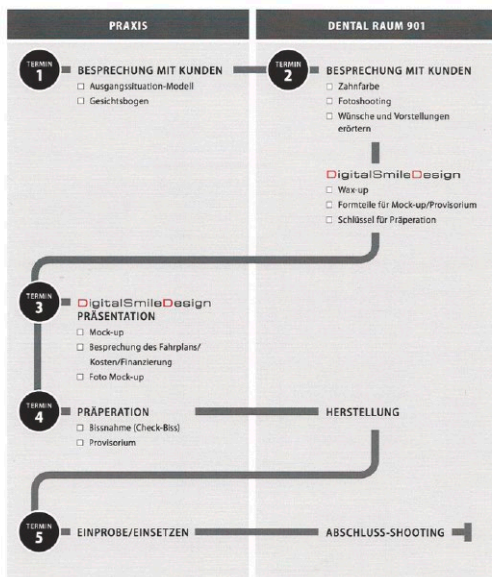 PRAXIS
DENTAL RAUM 901
TERMIN
1
BESPRECHUNG MIT KUNDEN
☐ Ausgangssituation-Modell
☐ Gesichtsbogen
TERMIN
2
BESPRECHUNG MIT KUNDEN
☐ Zahnfarbe
☐ Fotoshooting
☐ Wünsche und Vorstellungen
erörtern
DigitalSmileDesign
☐ Wax-up
☐ Formteile für Mock-up/Provisorium
☐ Schlüssel für Präperation
TERMIN
3
DigitalSmileDesign
PRÄSENTATION
☐ Mock-up
☐ Besprechung des Fahrplans/
Kosten/Finanzierung
☐ Foto Mock-up
TERMIN
4
PRÄPERATION
☐ Bissnahme (Check-Biss)
☐ Provisorium
HERSTELLUNG
TERMIN
5
EINPROBE/EINSETZEN
ABSCHLUSS-SHOOTING